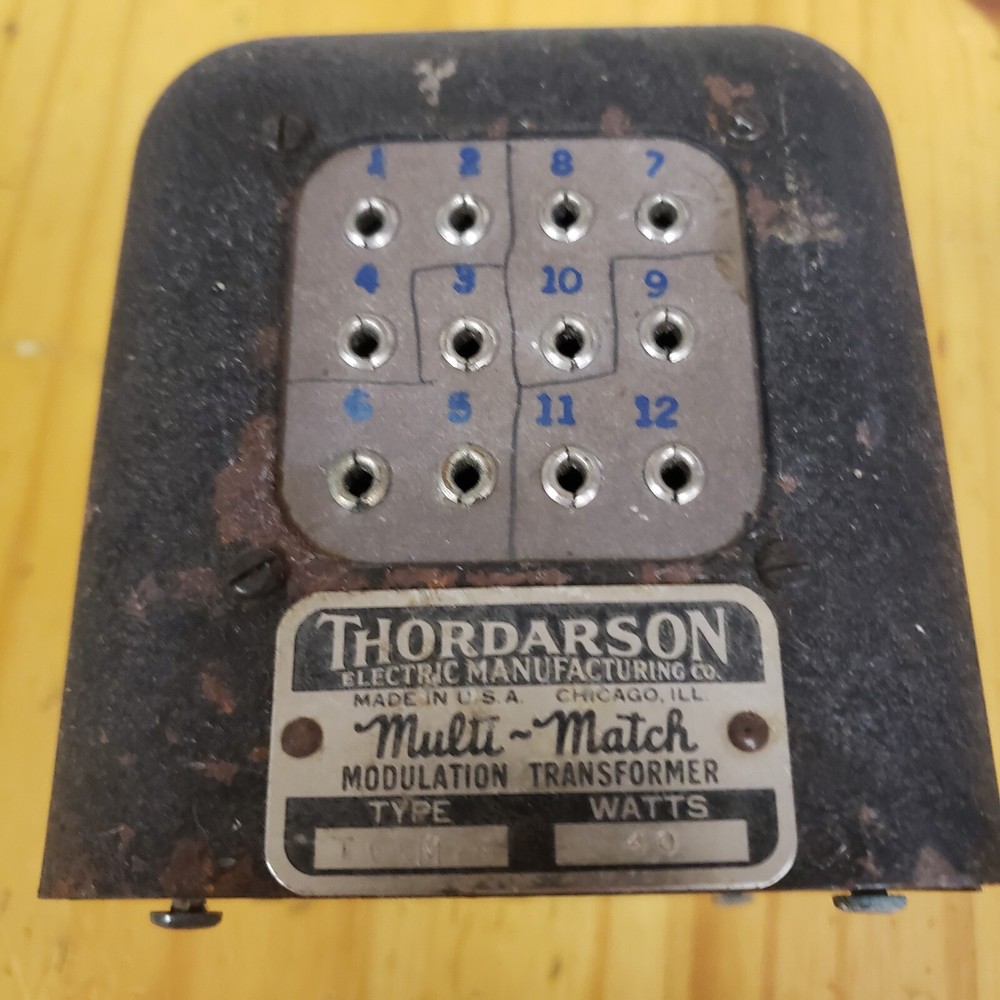 1 2 8 7
4 3 10 9
6 5 11 12
THORDARSON
ELECTRIC MANUFACTURING CO.
MADE IN U.S.A. CHICAGO, ILL.
Multi~Match
MODULATION TRANSFORMER
TYPE WATTS
40